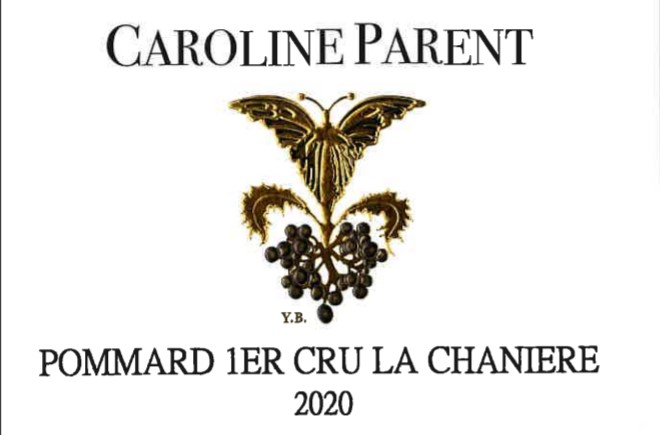 CAROLINE PARENT
Y.B.
POMMARD 1ER CRU LA CHANIERE
2020